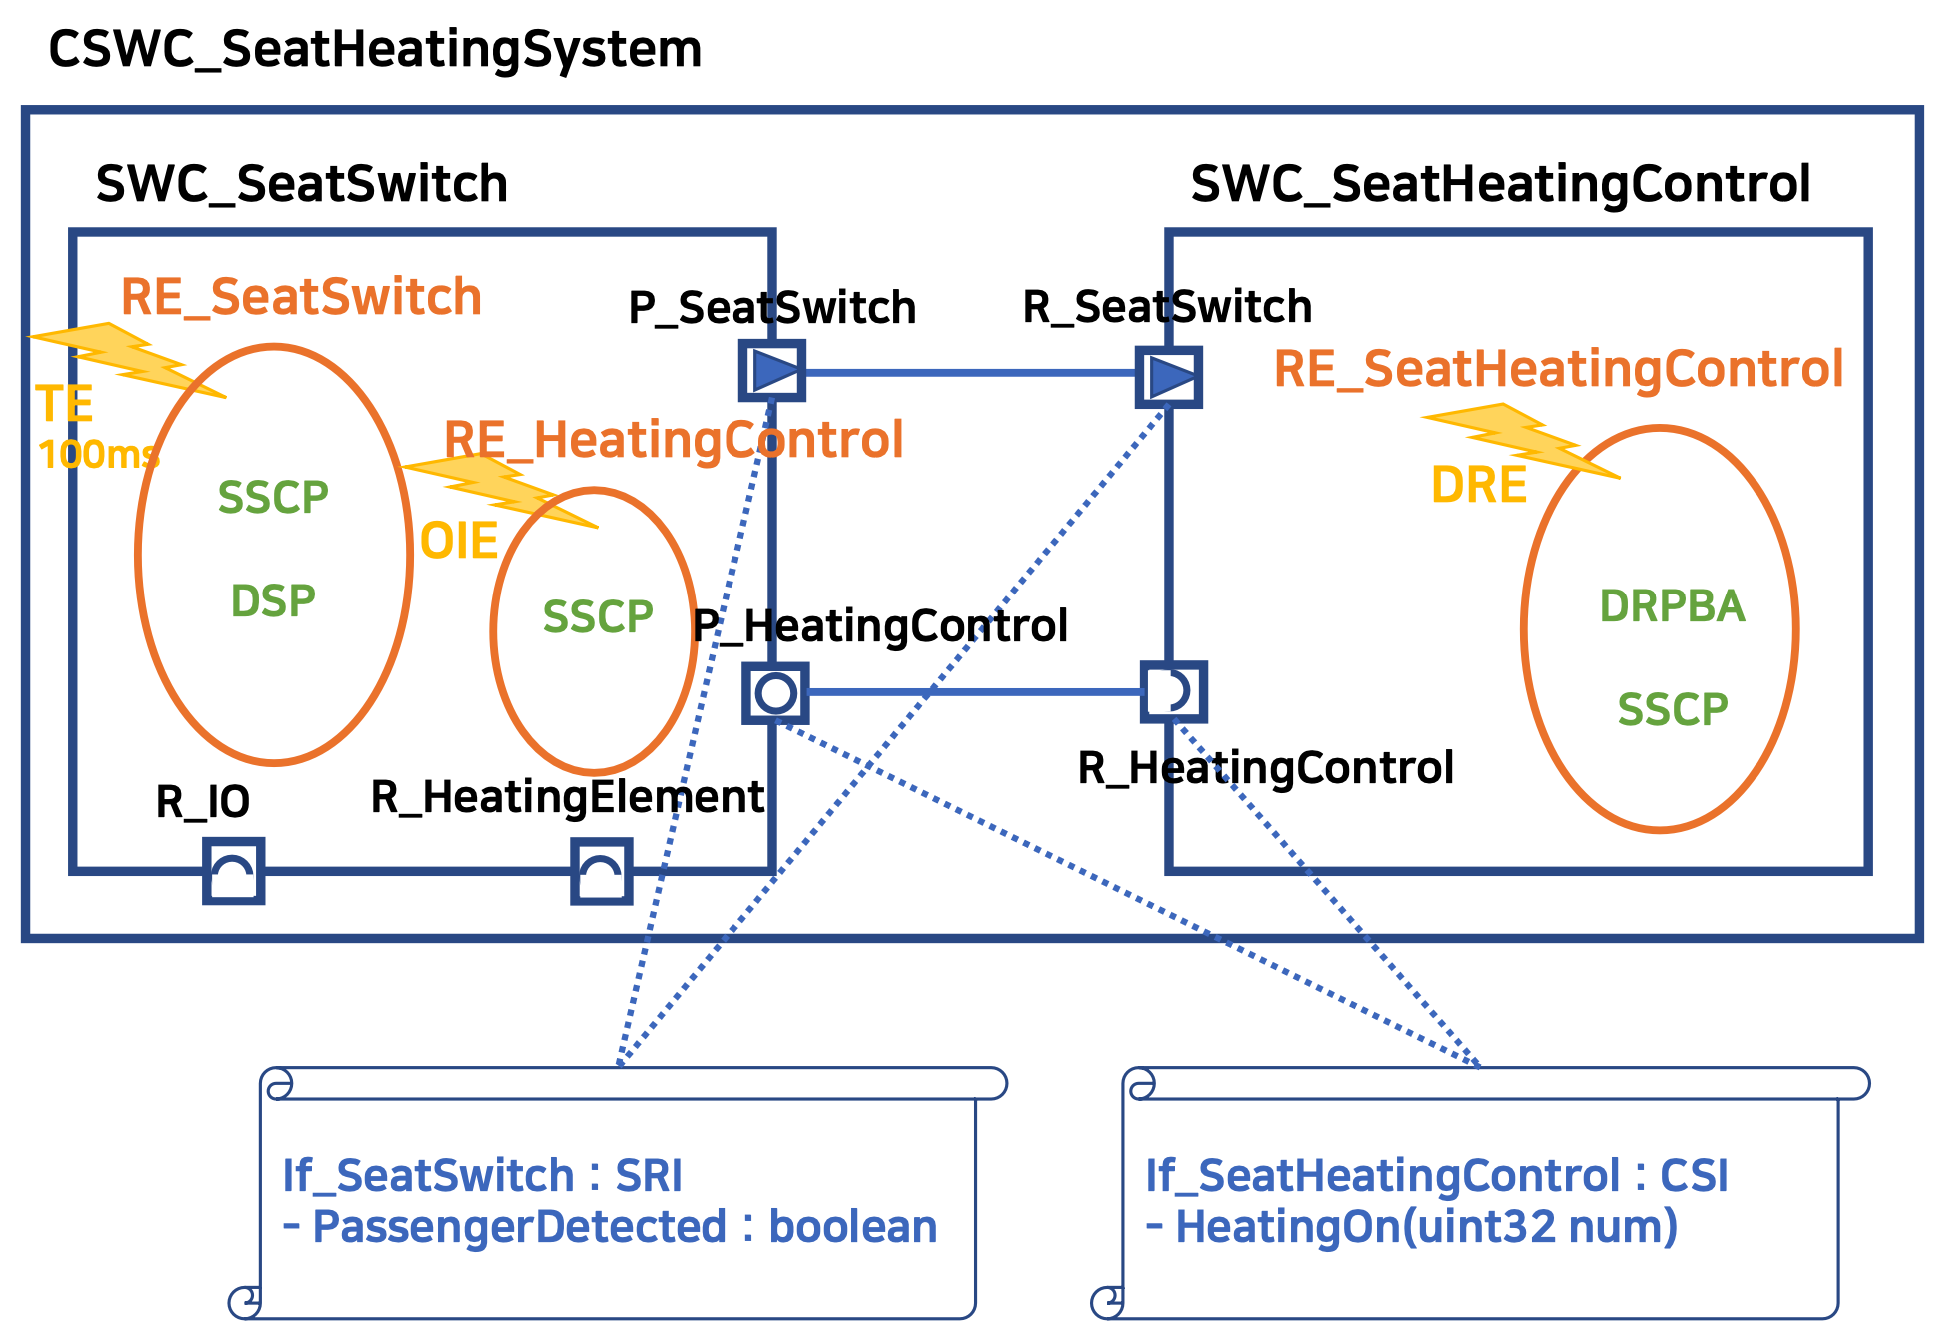 CSWC_SeatHeatingSystem
SWC_SeatSwitch
SWC_SeatHeatingControl
RE_SeatSwitch
P_SeatSwitch
R_SeatSwitch
RE_SeatHeatingControl
TE
100ms
RE_HeatingControl
DRE
SSCP
OIE
DSP
SSCP
P_HeatingControl
DRPBA
SSCP
R_HeatingControl
R_IO
R_HeatingElement
If_SeatSwitch : SRI
- PassengerDetected : boolean
If_SeatHeatingControl : CSI
- HeatingOn(uint32 num)